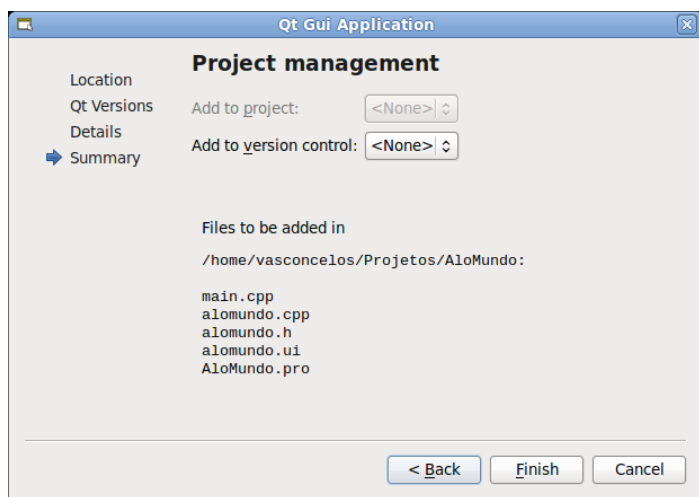 Qt Gui Application
Location
Qt Versions
Details
Summary
Project management
Add to project: <None>
Add to version control: <None>
Files to be added in
/home/vasconcelos/Projetos/AloMundo:
main.cpp
alomundo.cpp
alomundo.h
alomundo.ui
AloMundo.pro
< Back Finish Cancel